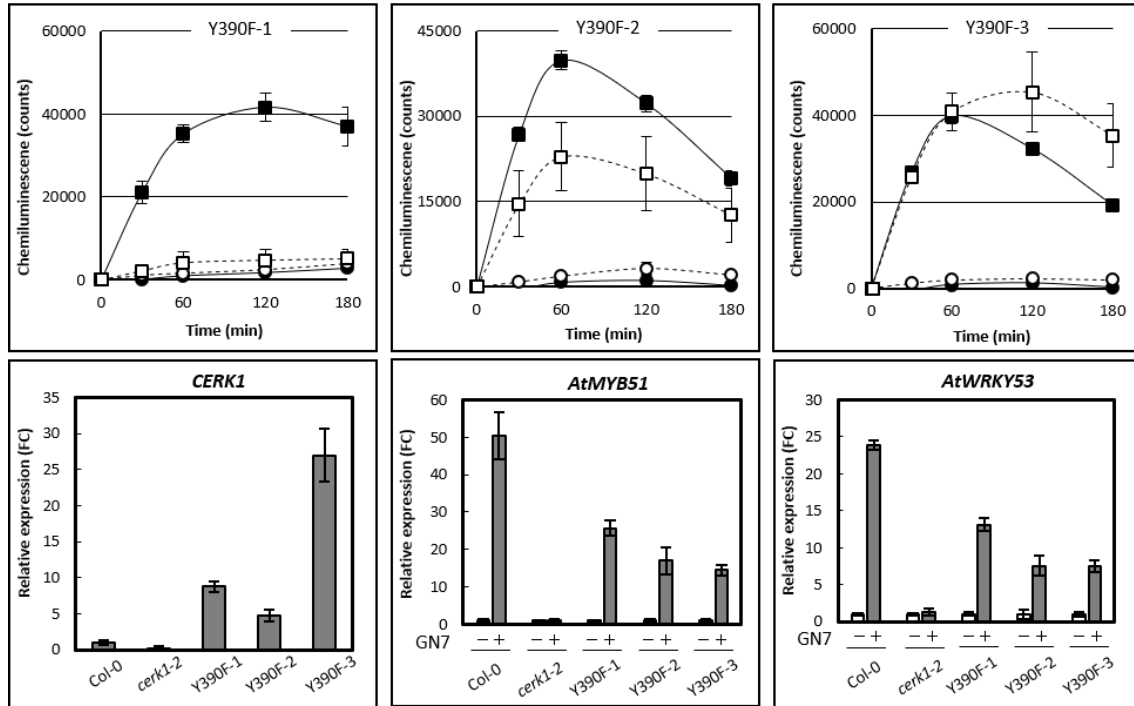 Y390F-1
60000
40000
20000
0
0 60 120 180
Chemiluminescene (counts)
Time (min)
Y390F-2
45000
30000
15000
0
0 60 120 180
Chemiluminescene (counts)
Time (min)
Y390F-3
60000
40000
20000
0
0 60 120 180
Chemiluminescene (counts)
Time (min)
CERK1
35
30
25
20
15
10
5
0
Relative expression (FC)
Col-0 cerk1-2 Y390F-1 Y390F-2 Y390F-3
AtMYB51
60
50
40
30
20
10
0
Relative expression (FC)
GN7 − + − + − + − + − +
Col-0 cerk1-2 Y390F-1 Y390F-2 Y390F-3
AtWRKY53
30
25
20
15
10
5
0
Relative expression (FC)
GN7 − + − + − + − + − +
Col-0 cerk1-2 Y390F-1 Y390F-2 Y390F-3